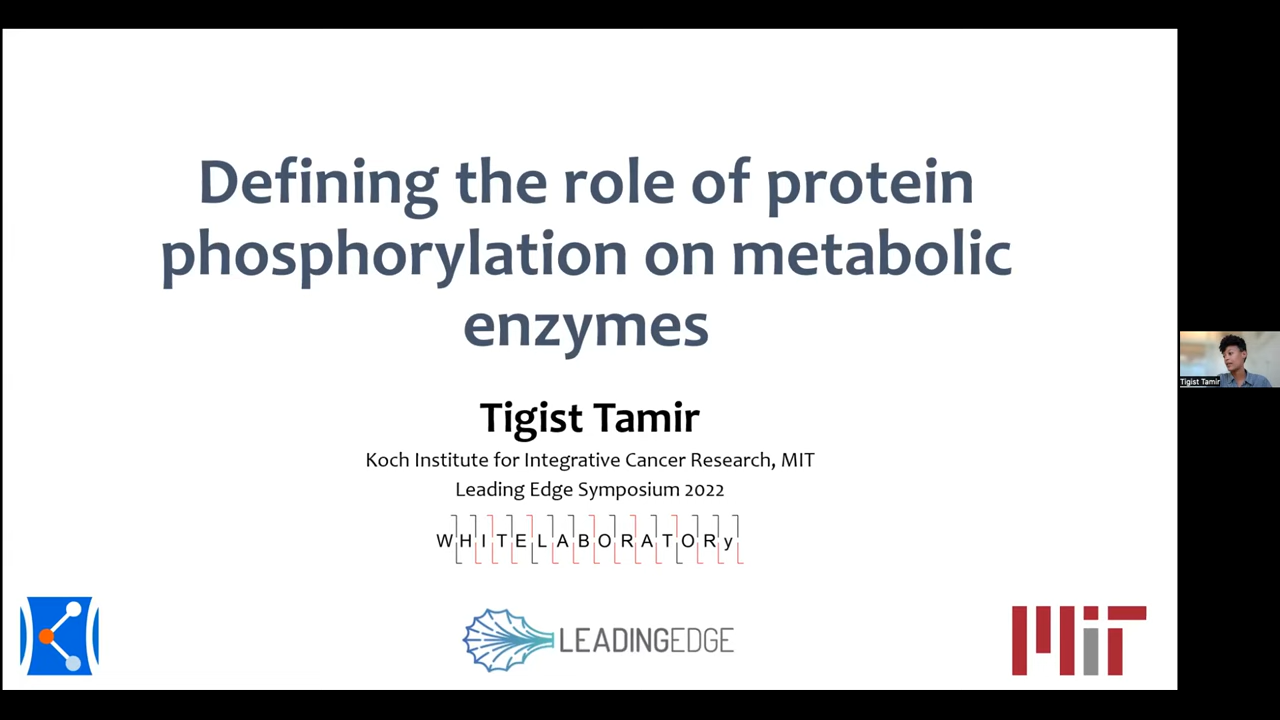 Defining the role of protein
phosphorylation on metabolic
enzymes
Tigist Tamir
Koch Institute for Integrative Cancer Research, MIT
Leading Edge Symposium 2022
WHITELABORATORy
LEADINGEDGE
MIT
Tigist Tamir